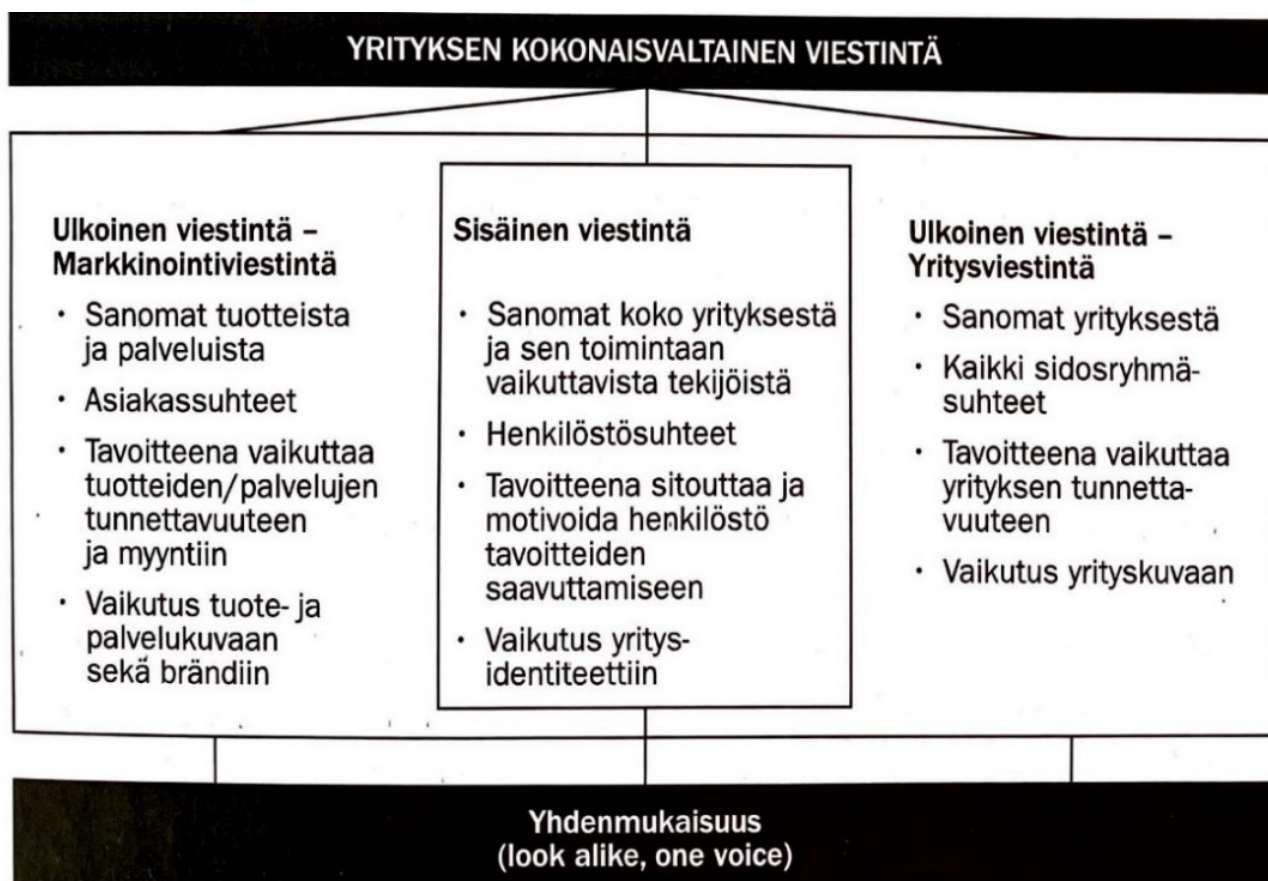 YRITYKSEN KOKONAISVALTAINEN VIESTINTÄ
Ulkoinen viestintä –
Markkinointiviestintä
· Sanomat tuotteista
ja palveluista
· Asiakassuhteet
· Tavoitteena vaikuttaa
tuotteiden/palvelujen
tunnettavuuteen
ja myyntiin
· Vaikutus tuote- ja
palvelukuvaan
sekä brändiin
Sisäinen viestintä
· Sanomat koko yrityksestä
ja sen toimintaan
vaikuttavista tekijöistä
· Henkilöstösuhteet
· Tavoitteena sitouttaa ja
motivoida henkilöstö
tavoitteiden
saavuttamiseen
· Vaikutus yritys-
identiteettiin
Ulkoinen viestintä –
Yritysviestintä
· Sanomat yrityksestä
· Kaikki sidosryhmä-
suhteet
· Tavoitteena vaikuttaa
yrityksen tunnetta-
vuuteen
· Vaikutus yrityskuvaan
Yhdenmukaisuus
(look alike, one voice)